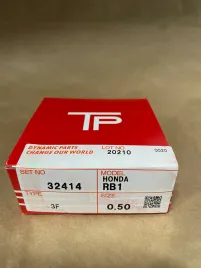 TP
DYNAMIC PARTS
CHANGE OUR WORLD
LOT NO
20210
2020
SET NO
32414
MODEL
HONDA
RB1
TYPE
3F
SIZE
0.50